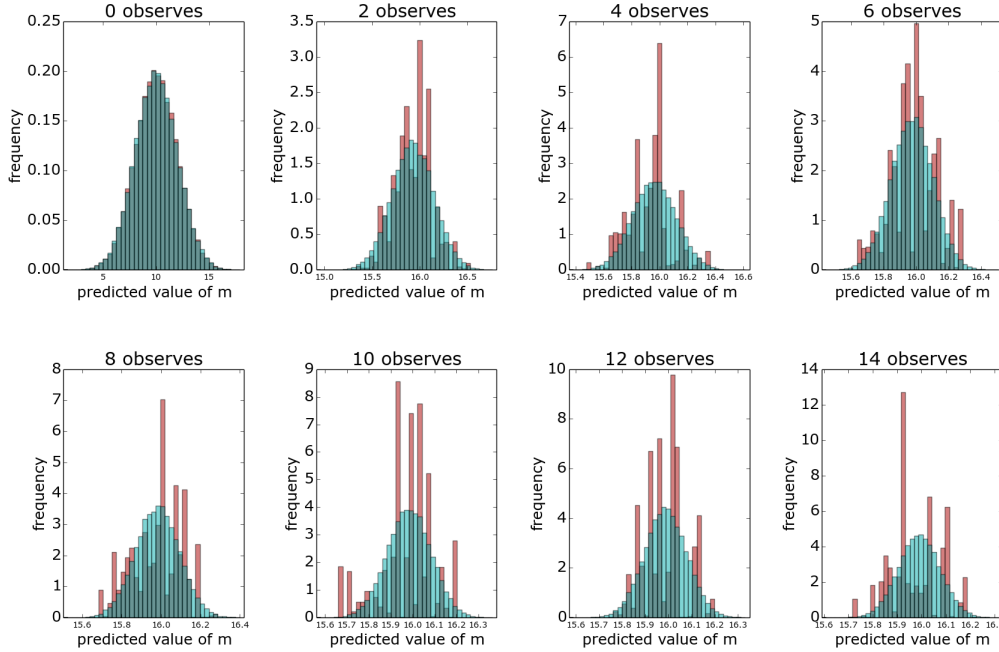 0 observes
frequency
0.25
0.20
0.15
0.10
0.05
0.00
5 10 15
predicted value of m
2 observes
frequency
3.5
3.0
2.5
2.0
1.5
1.0
0.5
0.0
15.0 15.5 16.0 16.5
predicted value of m
4 observes
frequency
7
6
5
4
3
2
1
0
15.4 15.6 15.8 16.0 16.2 16.4 16.6
predicted value of m
6 observes
frequency
5
4
3
2
1
0
15.6 15.8 16.0 16.2 16.4
predicted value of m
8 observes
frequency
8
7
6
5
4
3
2
1
0
15.6 15.8 16.0 16.2 16.4
predicted value of m
10 observes
frequency
9
8
7
6
5
4
3
2
1
0
15.6 15.7 15.8 15.9 16.0 16.1 16.2 16.3
predicted value of m
12 observes
frequency
10
8
6
4
2
0
15.6 15.7 15.8 15.9 16.0 16.1 16.2 16.3
predicted value of m
14 observes
frequency
14
12
10
8
6
4
2
0
15.6 15.7 15.8 15.9 16.0 16.1 16.2
predicted value of m